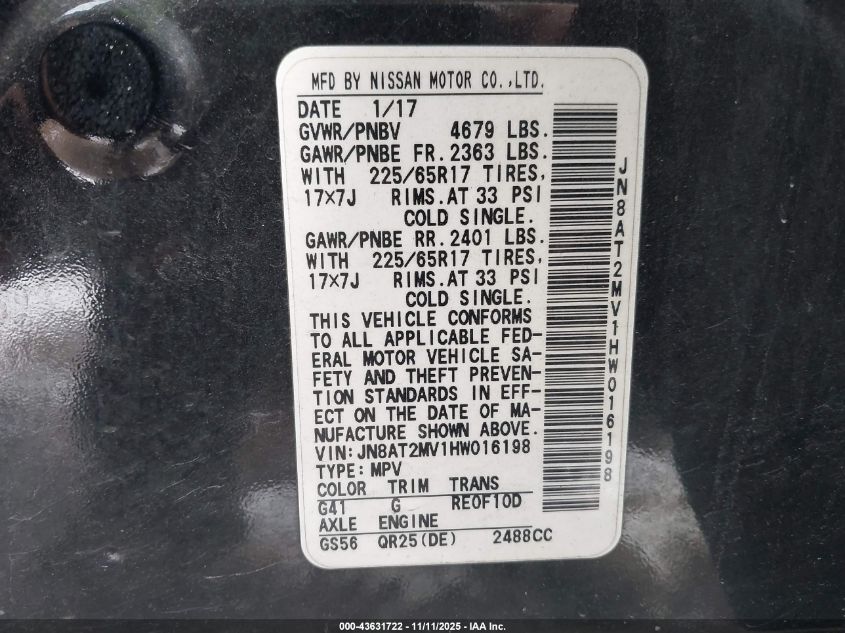 MFD BY NISSAN MOTOR CO.,LTD.
DATE 1/17
GVWR/PNBV 4679 LBS.
GAWR/PNBE FR. 2363 LBS.
WITH 225/65R17 TIRES,
17×7J RIMS. AT 33 PSI
COLD SINGLE.
GAWR/PNBE RR. 2401 LBS.
WITH 225/65R17 TIRES,
17×7J RIMS. AT 33 PSI
COLD SINGLE.
THIS VEHICLE CONFORMS
TO ALL APPLICABLE FED-
ERAL MOTOR VEHICLE SA-
FETY AND THEFT PREVEN-
TION STANDARDS IN EFF-
ECT ON THE DATE OF MA-
NUFACTURE SHOWN ABOVE.
VIN:JN8AT2MV1HW016198
TYPE:MPV
COLOR TRIM TRANS
G41 G RE0F10D
AXLE ENGINE
GS56 QR25(DE) 2488CC
JN8AT2MV1HW016198
000-43631722 - 11/11/2025 - IAA Inc.